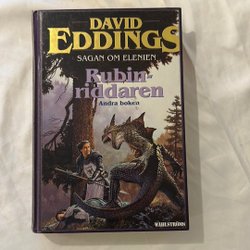 DAVID
EDDINGS
SAGAN OM ELENIEN
Rubin-
riddaren
Andra boken
WAHLSTRÖMS